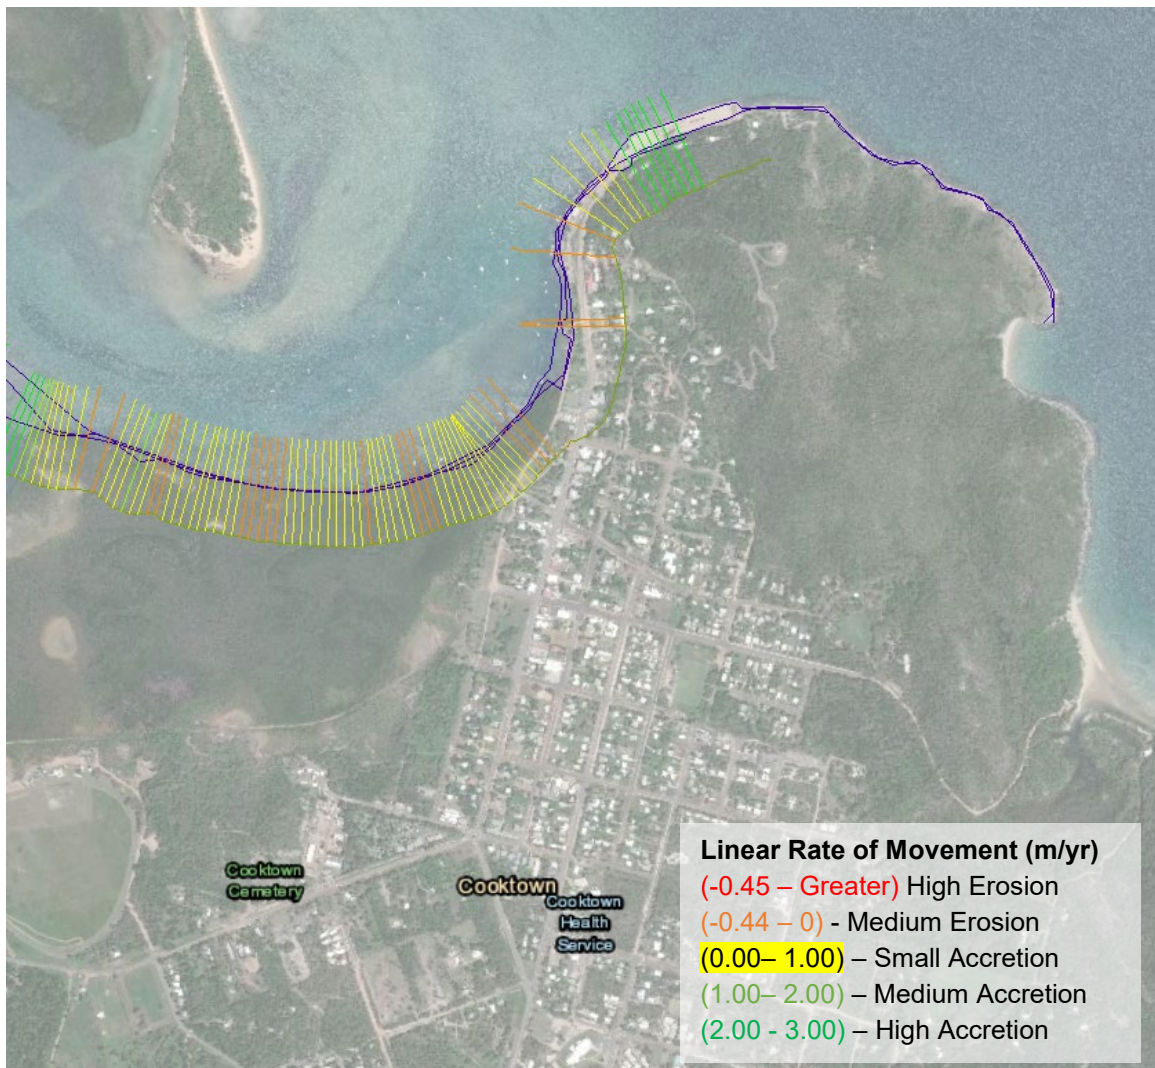 Cooktown
Cemetery
Cooktown
Cooktown
Health
Service
Linear Rate of Movement (m/yr)
(-0.45 – Greater) High Erosion
(-0.44 – 0) - Medium Erosion
(0.00– 1.00) – Small Accretion
(1.00– 2.00) – Medium Accretion
(2.00 - 3.00) – High Accretion